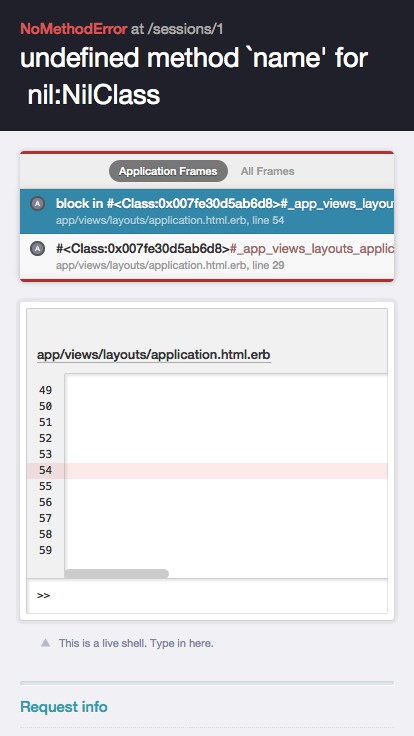 NoMethodError at /sessions/1
undefined method `name' for
nil:NilClass
Application Frames All Frames
A block in #<Class:0x007fe30d5ab6d8>#_app_views_layou
app/views/layouts/application.html.erb, line 54
A #<Class:0x007fe30d5ab6d8>#_app_views_layouts_applic
app/views/layouts/application.html.erb, line 29
app/views/layouts/application.html.erb
49
50
51
52
53
54
55
56
57
58
59
>>
This is a live shell. Type in here.
Request info